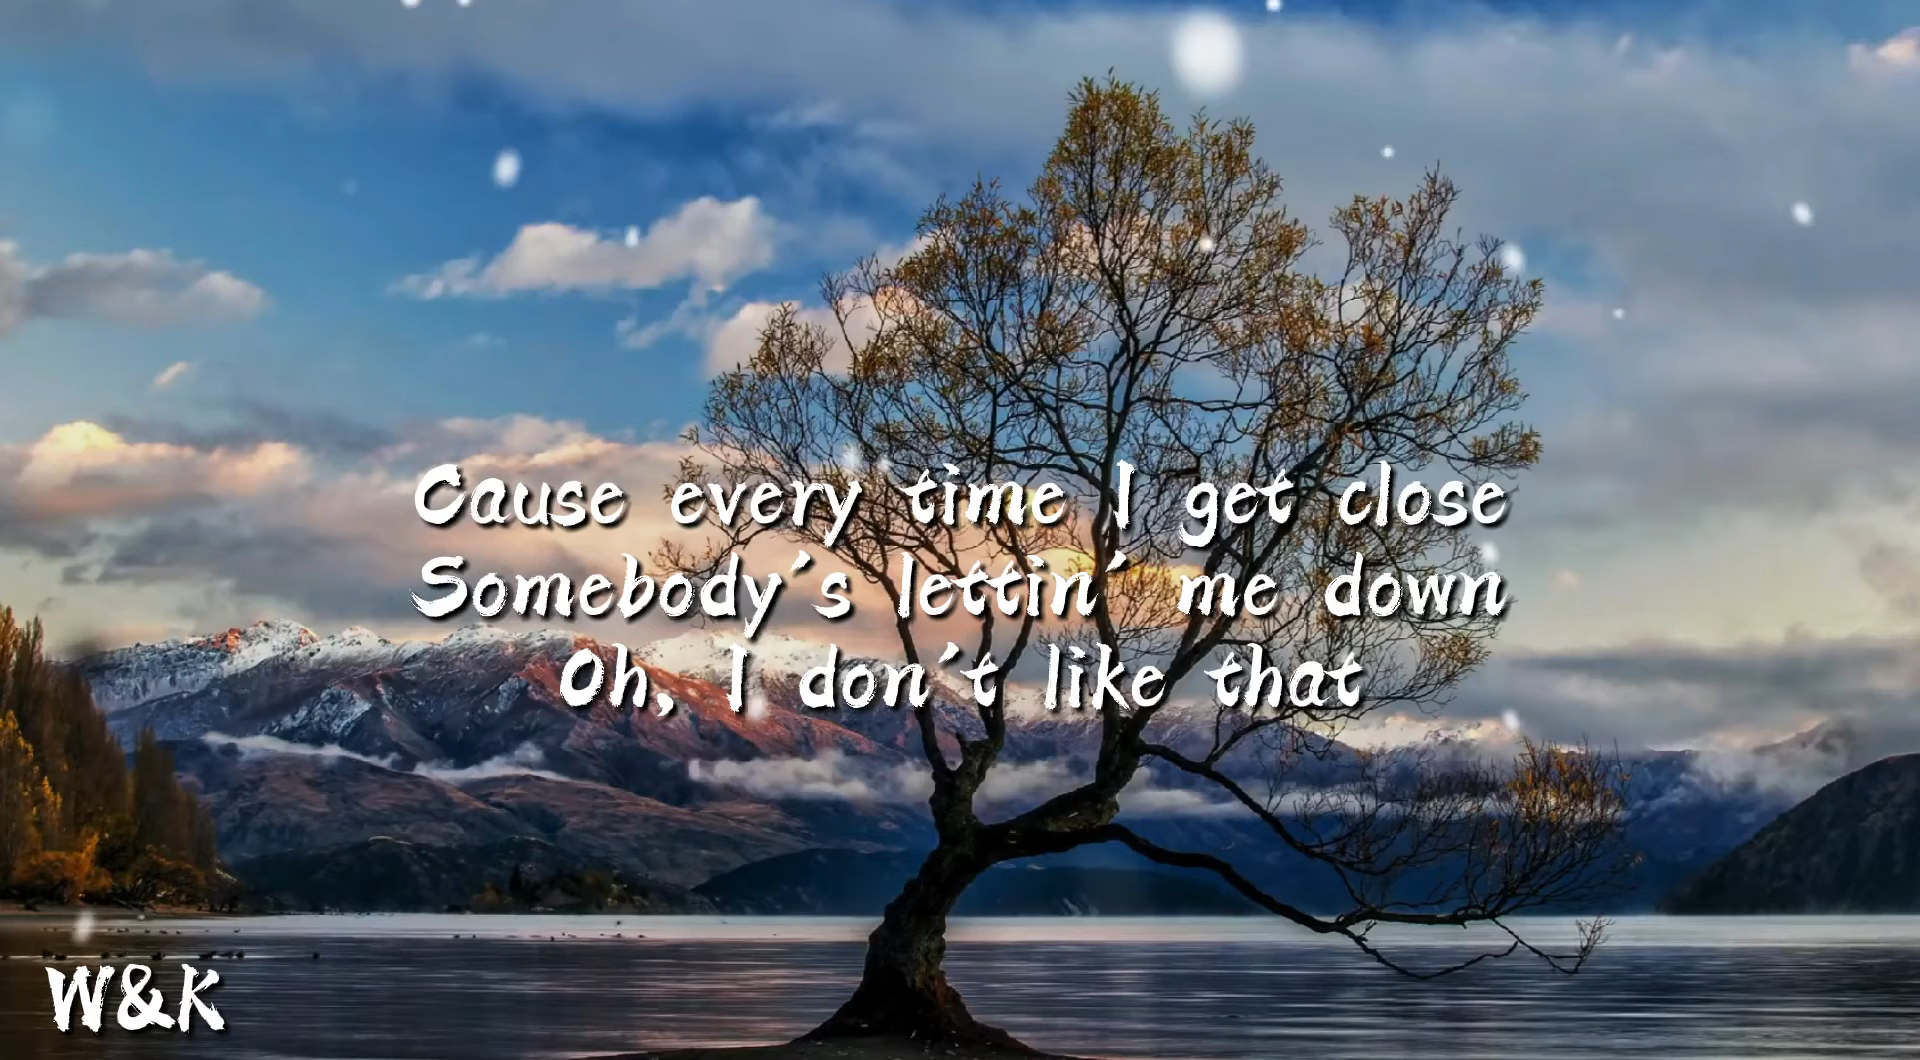 Cause every time I get close
Somebody's lettin' me down
Oh, I don't like that
W&K